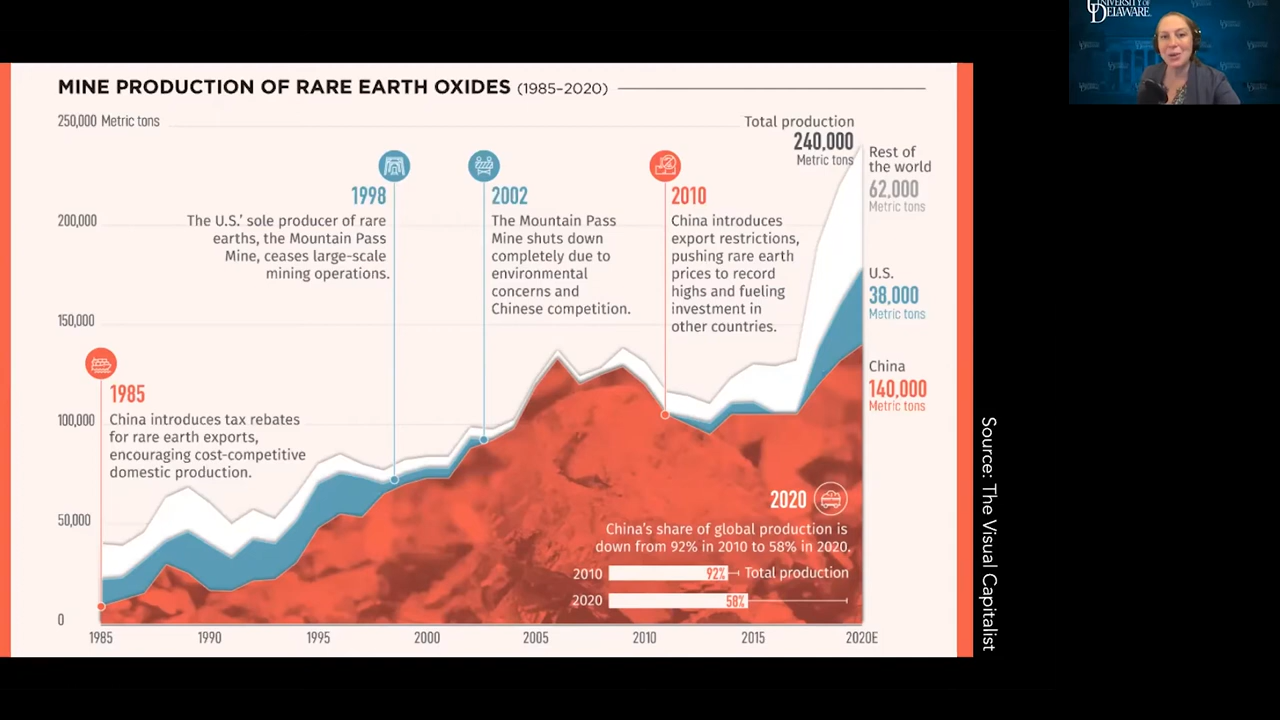 UNIVERSITY OF
DELAWARE
MINE PRODUCTION OF RARE EARTH OXIDES (1985–2020)
250,000 Metric tons
200,000
150,000
100,000
50,000
0
1985
China introduces tax rebates
for rare earth exports,
encouraging cost-competitive
domestic production.
1998
The U.S.' sole producer of rare
earths, the Mountain Pass
Mine, ceases large-scale
mining operations.
2002
The Mountain Pass
Mine shuts down
completely due to
environmental
concerns and
Chinese competition.
2010
China introduces
export restrictions,
pushing rare earth
prices to record
highs and fueling
investment in
other countries.
Total production
240,000
Metric tons
Rest of
the world
62,000
Metric tons
U.S.
38,000
Metric tons
China
140,000
Metric tons
2020
China's share of global production is
down from 92% in 2010 to 58% in 2020.
2010 92% Total production
2020 58%
1985 1990 1995 2000 2005 2010 2015 2020E
Source: The Visual Capitalist